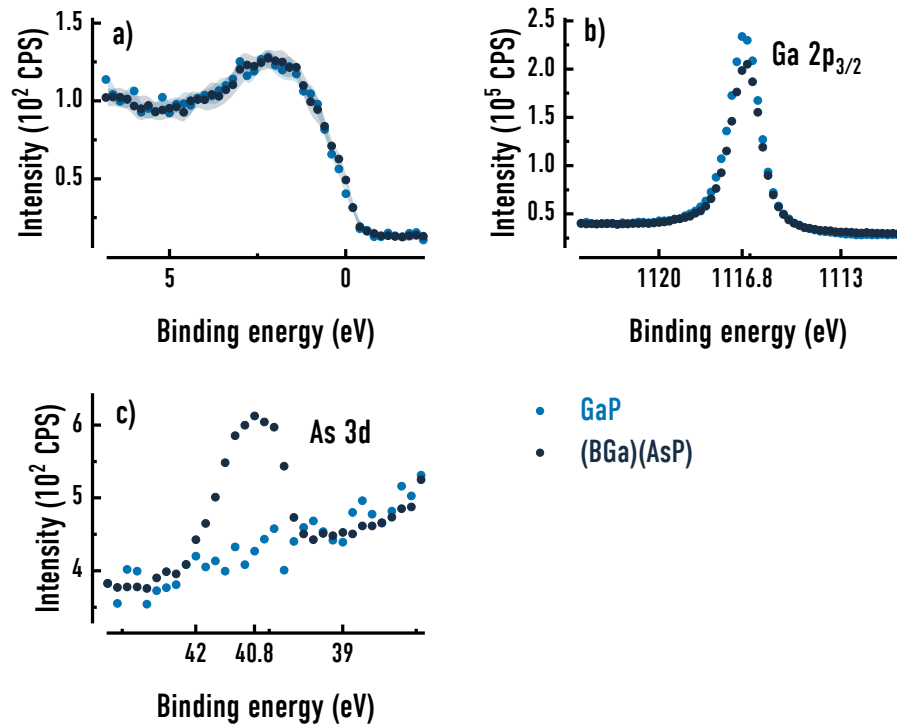 a)
Intensity (10² CPS)
1.5
1.0
0.5
5
0
Binding energy (eV)
b)
Ga 2p₃/₂
Intensity (10⁵ CPS)
2.5
2.0
1.5
1.0
0.5
1120
1116.8
1113
Binding energy (eV)
c)
As 3d
Intensity (10² CPS)
6
5
4
42
40.8
39
Binding energy (eV)
GaP
(BGa)(AsP)